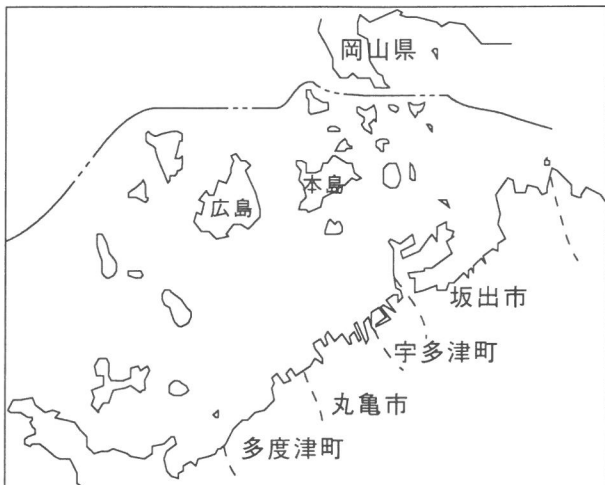 岡山県
本島
広島
坂出市
宇多津町
丸亀市
多度津町